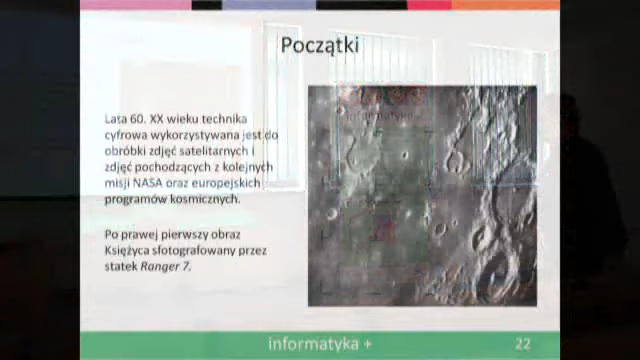 Początki
Lata 60. XX wieku technika
cyfrowa wykorzystywana jest do
obróbki zdjęć satelitarnych i
zdjęć pochodzących z kolejnych
misji NASA oraz europejskich
programów kosmicznych.
Po prawej pierwszy obraz
Księżyca sfotografowany przez
statek Ranger 7.
informatyka +
22